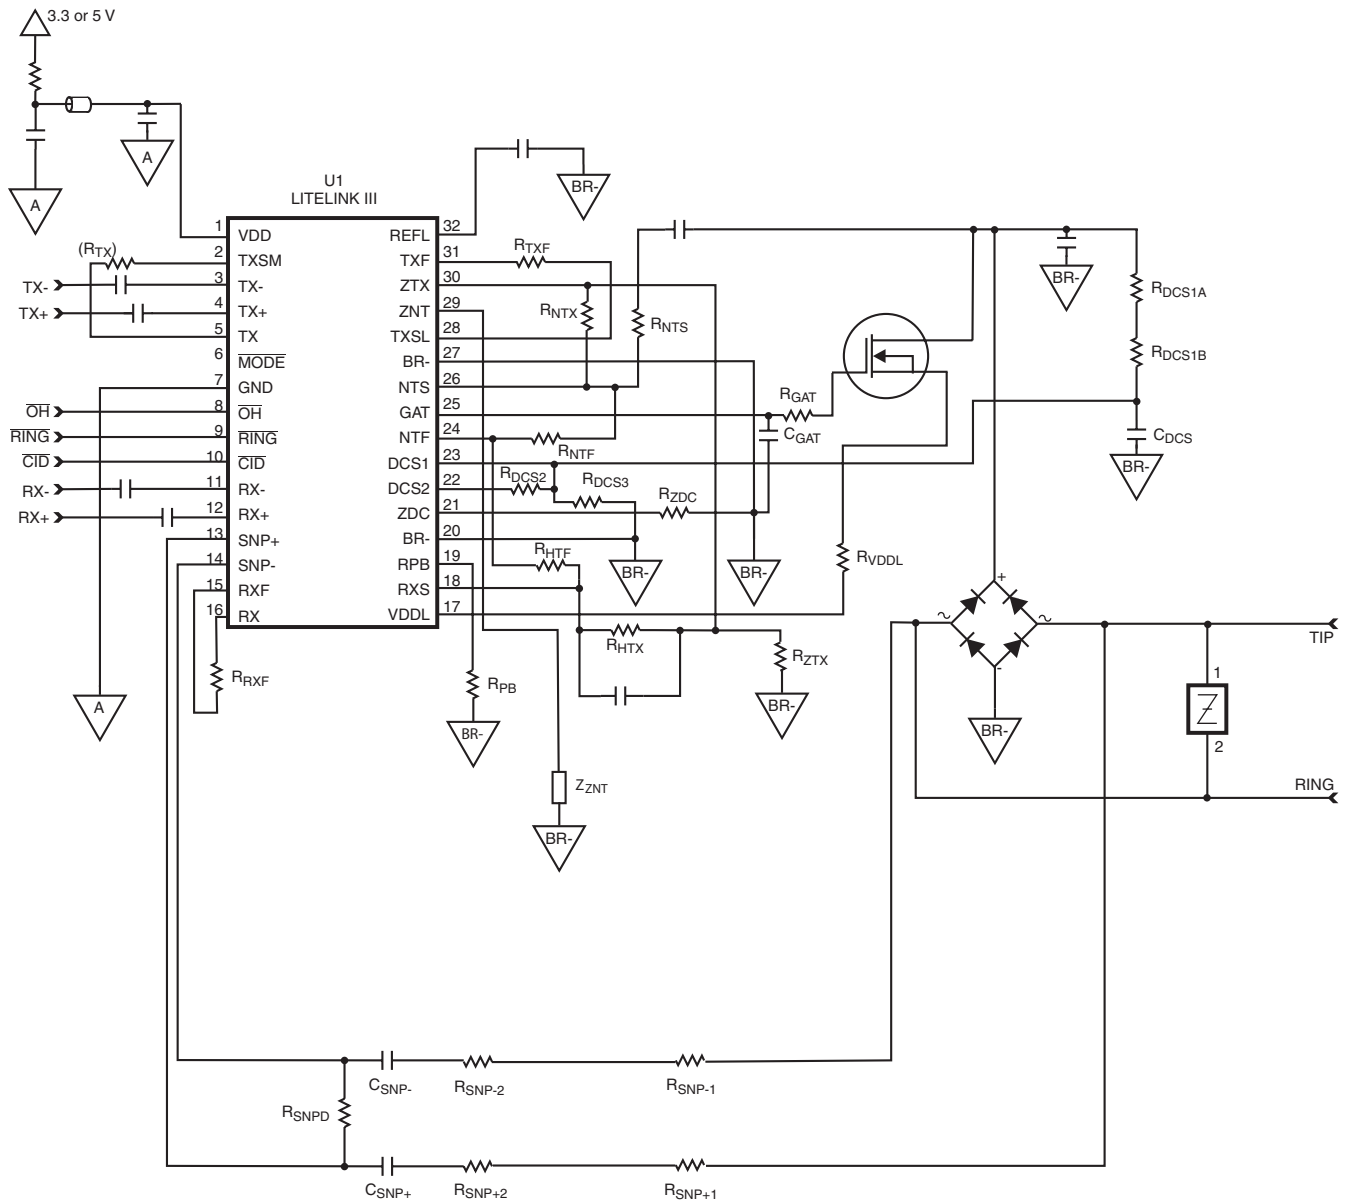 3.3 or 5 V
A
A
BR-
U1
LITELINK III
1 VDD
2 TXSM
3 TX-
4 TX+
5 TX
6 MODE
7 GND
8 OH
9 RING
10 CID
11 RX-
12 RX+
13 SNP+
14 SNP-
15 RXF
16 RX
REFL 32
TXF 31
ZTX 30
ZNT 29
TXSL 28
BR- 27
NTS 26
GAT 25
NTF 24
DCS1 23
DCS2 22
ZDC 21
BR- 20
RPB 19
RXS 18
VDDL 17
(RTX)
TX-
TX+
OH
RING
CID
RX-
RX+
RRXF
A
RTXF
RNTX
RNTS
BR-
RDCS1A
RDCS1B
CDCS
BR-
RGAT
CGAT
RNTF
RDCS2
RDCS3
RZDC
RHTF
BR-
BR-
RVDDL
RHTX
RZTX
BR-
RPB
BR-
ZZNT
BR-
+
~
~
-
BR-
TIP
1
Z
2
RING
CSNP-
RSNP-2
RSNP-1
RSNPD
CSNP+
RSNP+2
RSNP+1